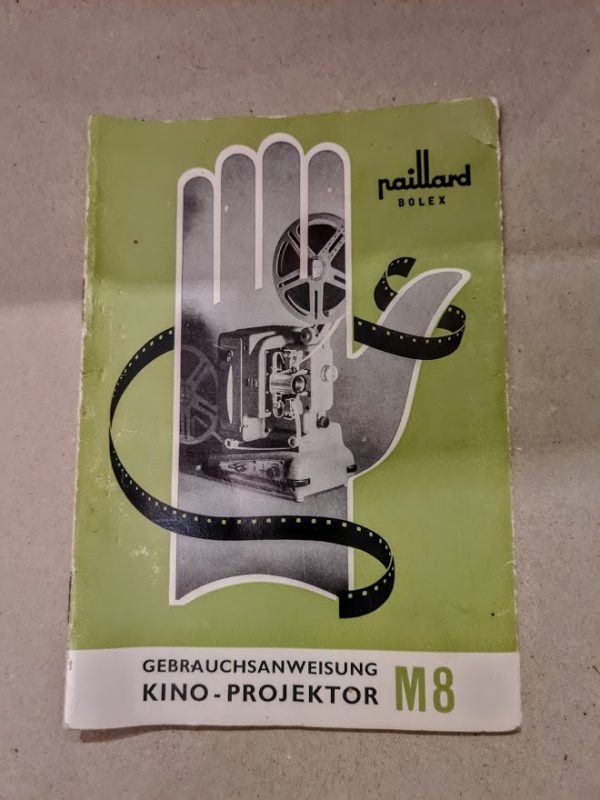 paillard
BOLEX
GEBRAUCHSANWEISUNG
KINO-PROJEKTOR M8